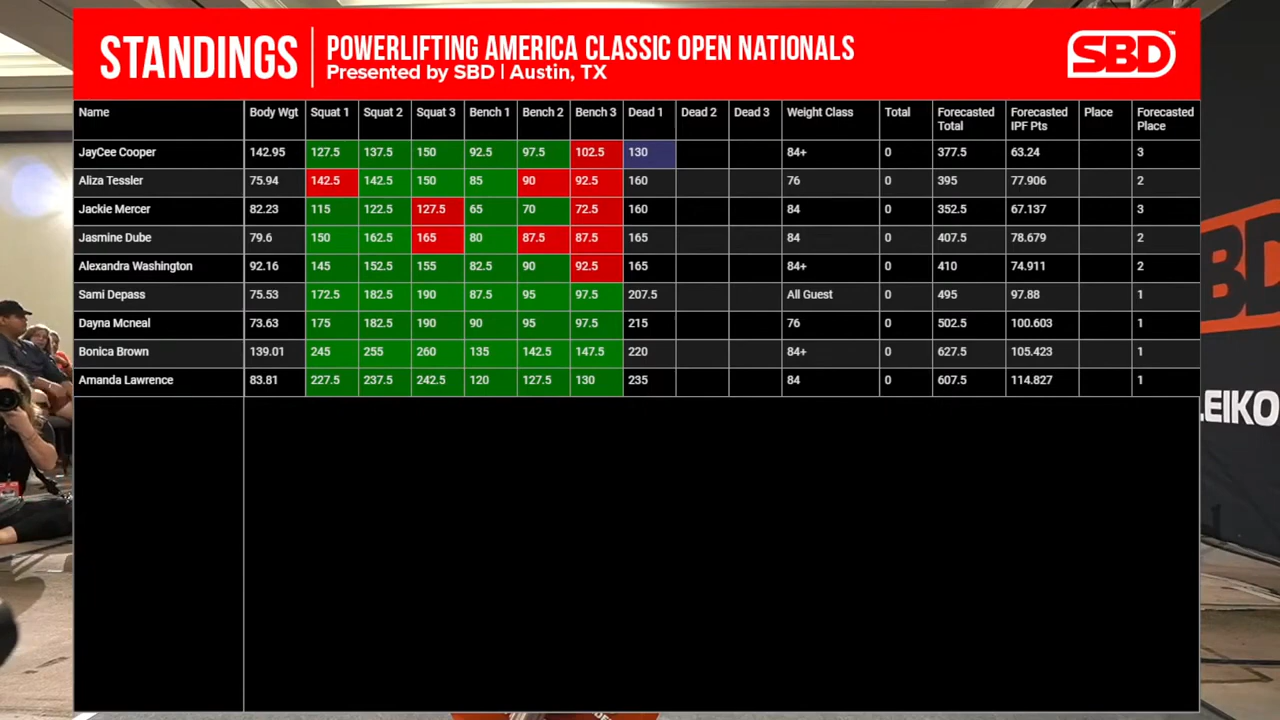 STANDINGS
POWERLIFTING AMERICA CLASSIC OPEN NATIONALS
Presented by SBD | Austin, TX
SBD™
Name Body Wgt Squat 1 Squat 2 Squat 3 Bench 1 Bench 2 Bench 3 Dead 1 Dead 2 Dead 3 Weight Class Total Forecasted Total Forecasted IPF Pts Place Forecasted Place
JayCee Cooper 142.95 127.5 137.5 150 92.5 97.5 102.5 130 84+ 0 377.5 63.24 3
Aliza Tessler 75.94 142.5 142.5 150 85 90 92.5 160 76 0 395 77.906 2
Jackie Mercer 82.23 115 122.5 127.5 65 70 72.5 160 84 0 352.5 67.137 3
Jasmine Dube 79.6 150 162.5 165 80 87.5 87.5 165 84 0 407.5 78.679 2
Alexandra Washington 92.16 145 152.5 155 82.5 90 92.5 165 84+ 0 410 74.911 2
Sami Depass 75.53 172.5 182.5 190 87.5 95 97.5 207.5 All Guest 0 495 97.88 1
Dayna Mcneal 73.63 175 182.5 190 90 95 97.5 215 76 0 502.5 100.603 1
Bonica Brown 139.01 245 255 260 135 142.5 147.5 220 84+ 0 627.5 105.423 1
Amanda Lawrence 83.81 227.5 237.5 242.5 120 127.5 130 235 84 0 607.5 114.827 1
BD
EIKO